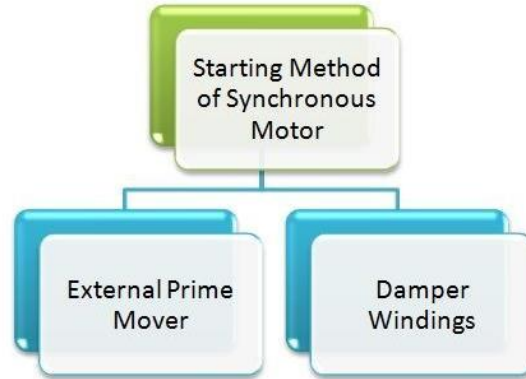 Starting Method
of Synchronous
Motor
External Prime
Mover
Damper
Windings